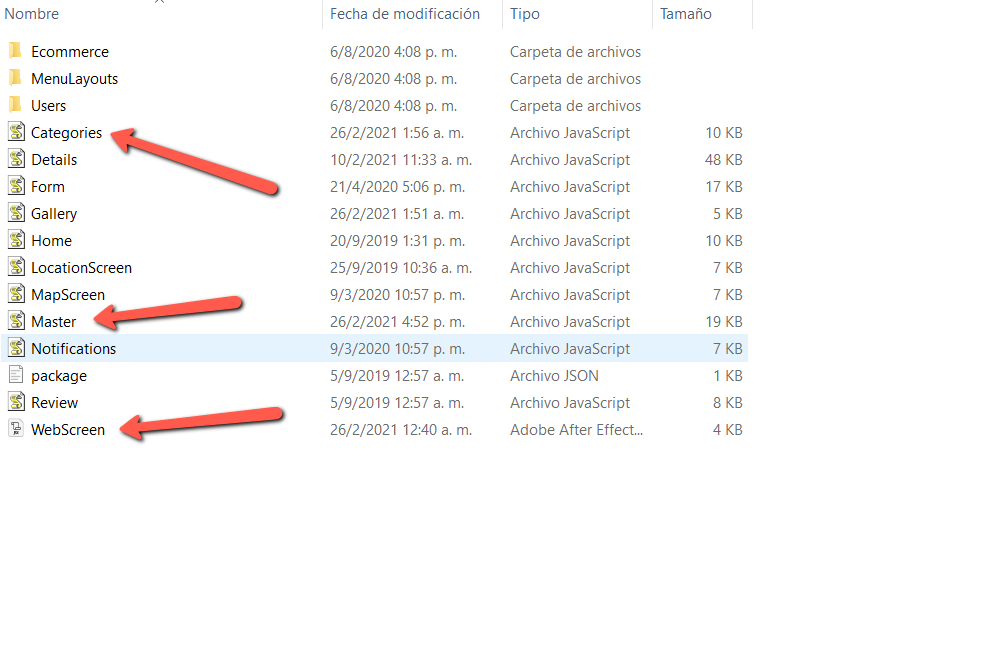 Nombre Fecha de modificación Tipo Tamaño
Ecommerce 6/8/2020 4:08 p. m. Carpeta de archivos
MenuLayouts 6/8/2020 4:08 p. m. Carpeta de archivos
Users 6/8/2020 4:08 p. m. Carpeta de archivos
Categories 26/2/2021 1:56 a. m. Archivo JavaScript 10 KB
Details 10/2/2021 11:33 a. m. Archivo JavaScript 48 KB
Form 21/4/2020 5:06 p. m. Archivo JavaScript 17 KB
Gallery 26/2/2021 1:51 a. m. Archivo JavaScript 5 KB
Home 20/9/2019 1:31 p. m. Archivo JavaScript 10 KB
LocationScreen 25/9/2019 10:36 a. m. Archivo JavaScript 7 KB
MapScreen 9/3/2020 10:57 p. m. Archivo JavaScript 7 KB
Master 26/2/2021 4:52 p. m. Archivo JavaScript 19 KB
Notifications 9/3/2020 10:57 p. m. Archivo JavaScript 7 KB
package 5/9/2019 12:57 a. m. Archivo JSON 1 KB
Review 5/9/2019 12:57 a. m. Archivo JavaScript 8 KB
WebScreen 26/2/2021 12:40 a. m. Adobe After Effect... 4 KB